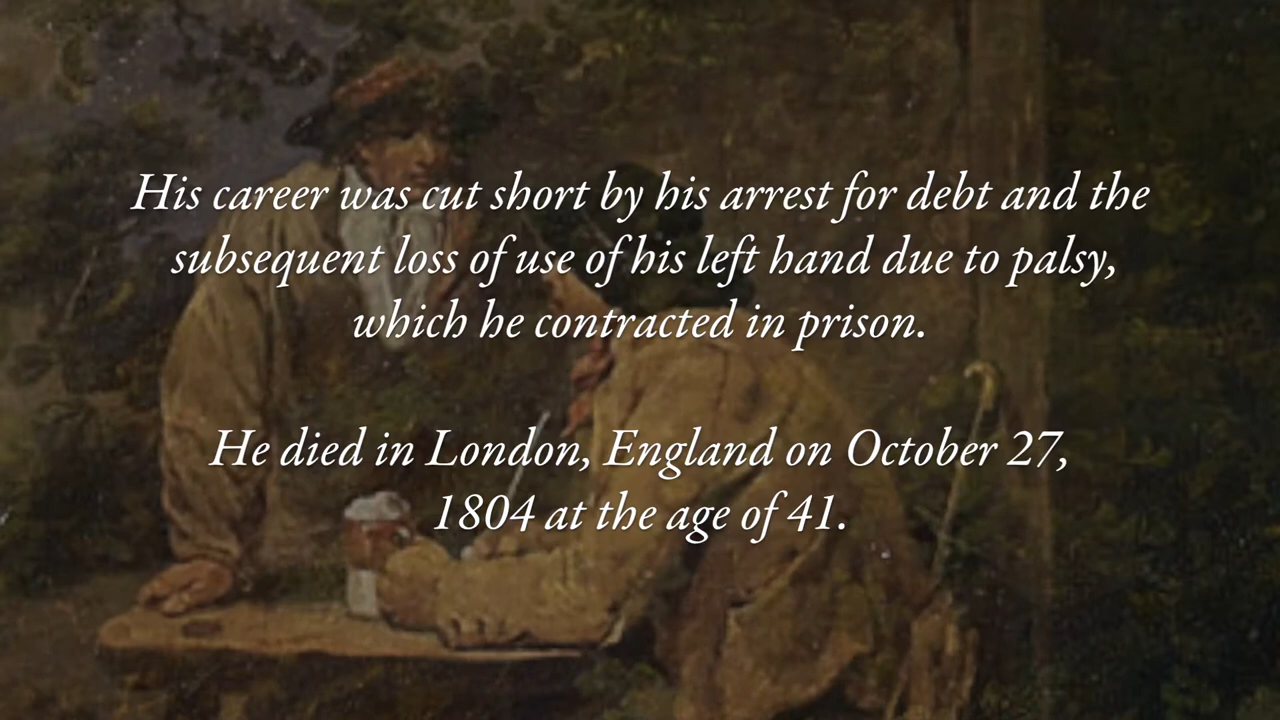 His career was cut short by his arrest for debt and the
subsequent loss of use of his left hand due to palsy,
which he contracted in prison.
He died in London, England on October 27,
1804 at the age of 41.